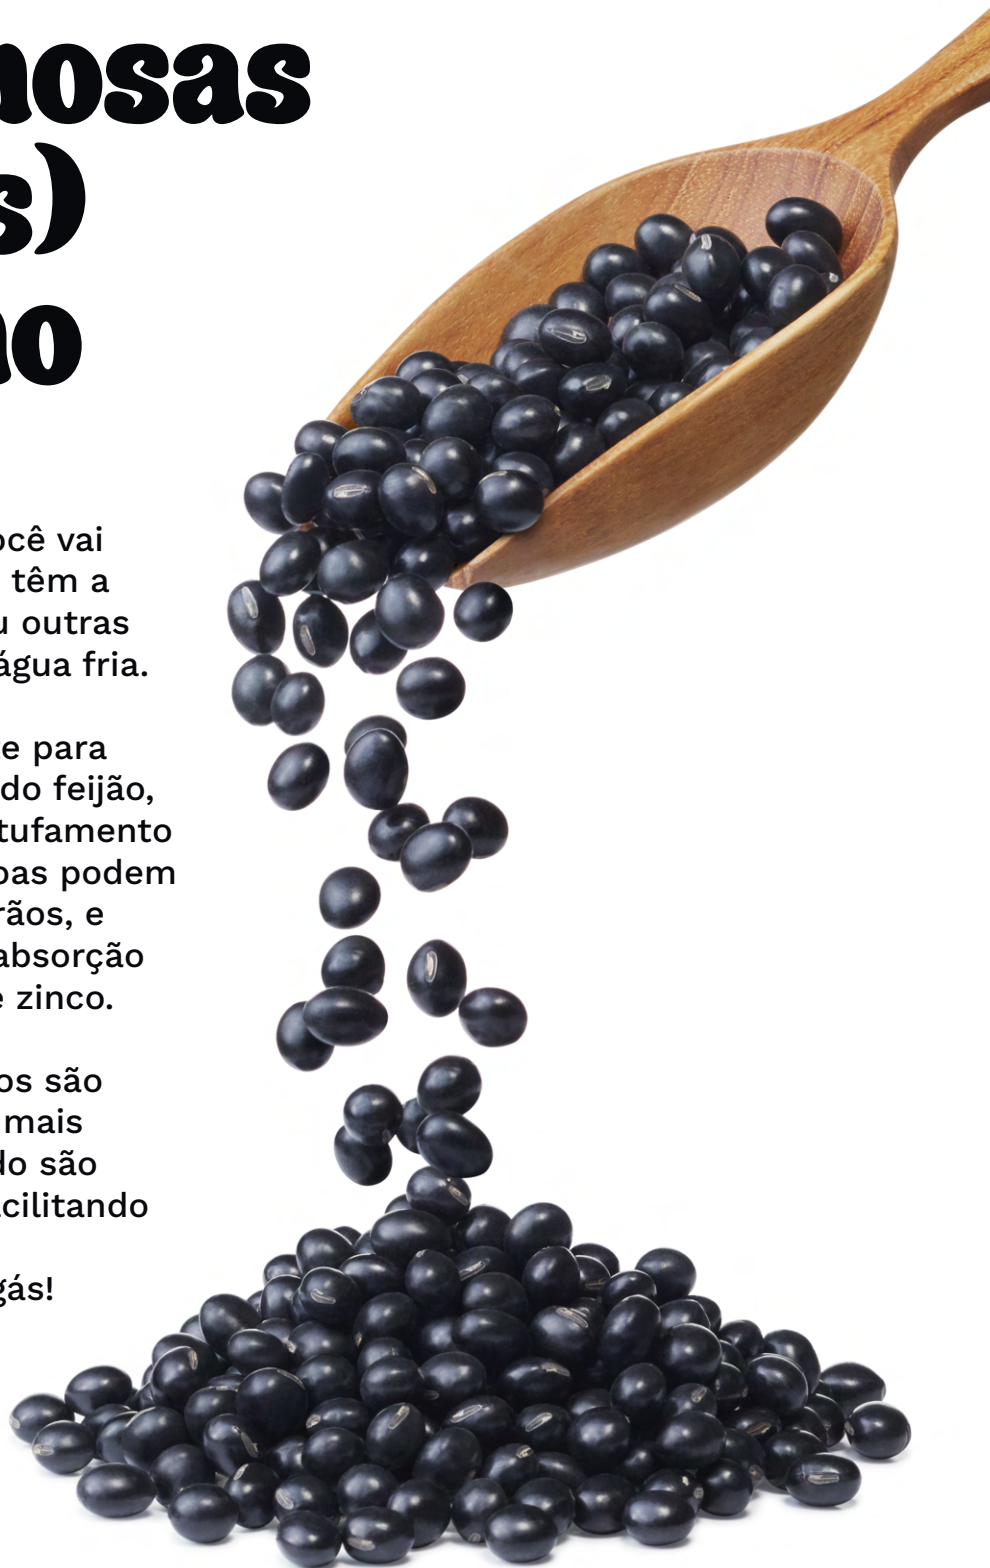 nosas
s)
no
ocê vai
têm a
u outras
água fria.
e para
do feijão,
tufamento
oas podem
rãos, e
absorção
e zinco.
os são
mais
do são
cilitando
gás!